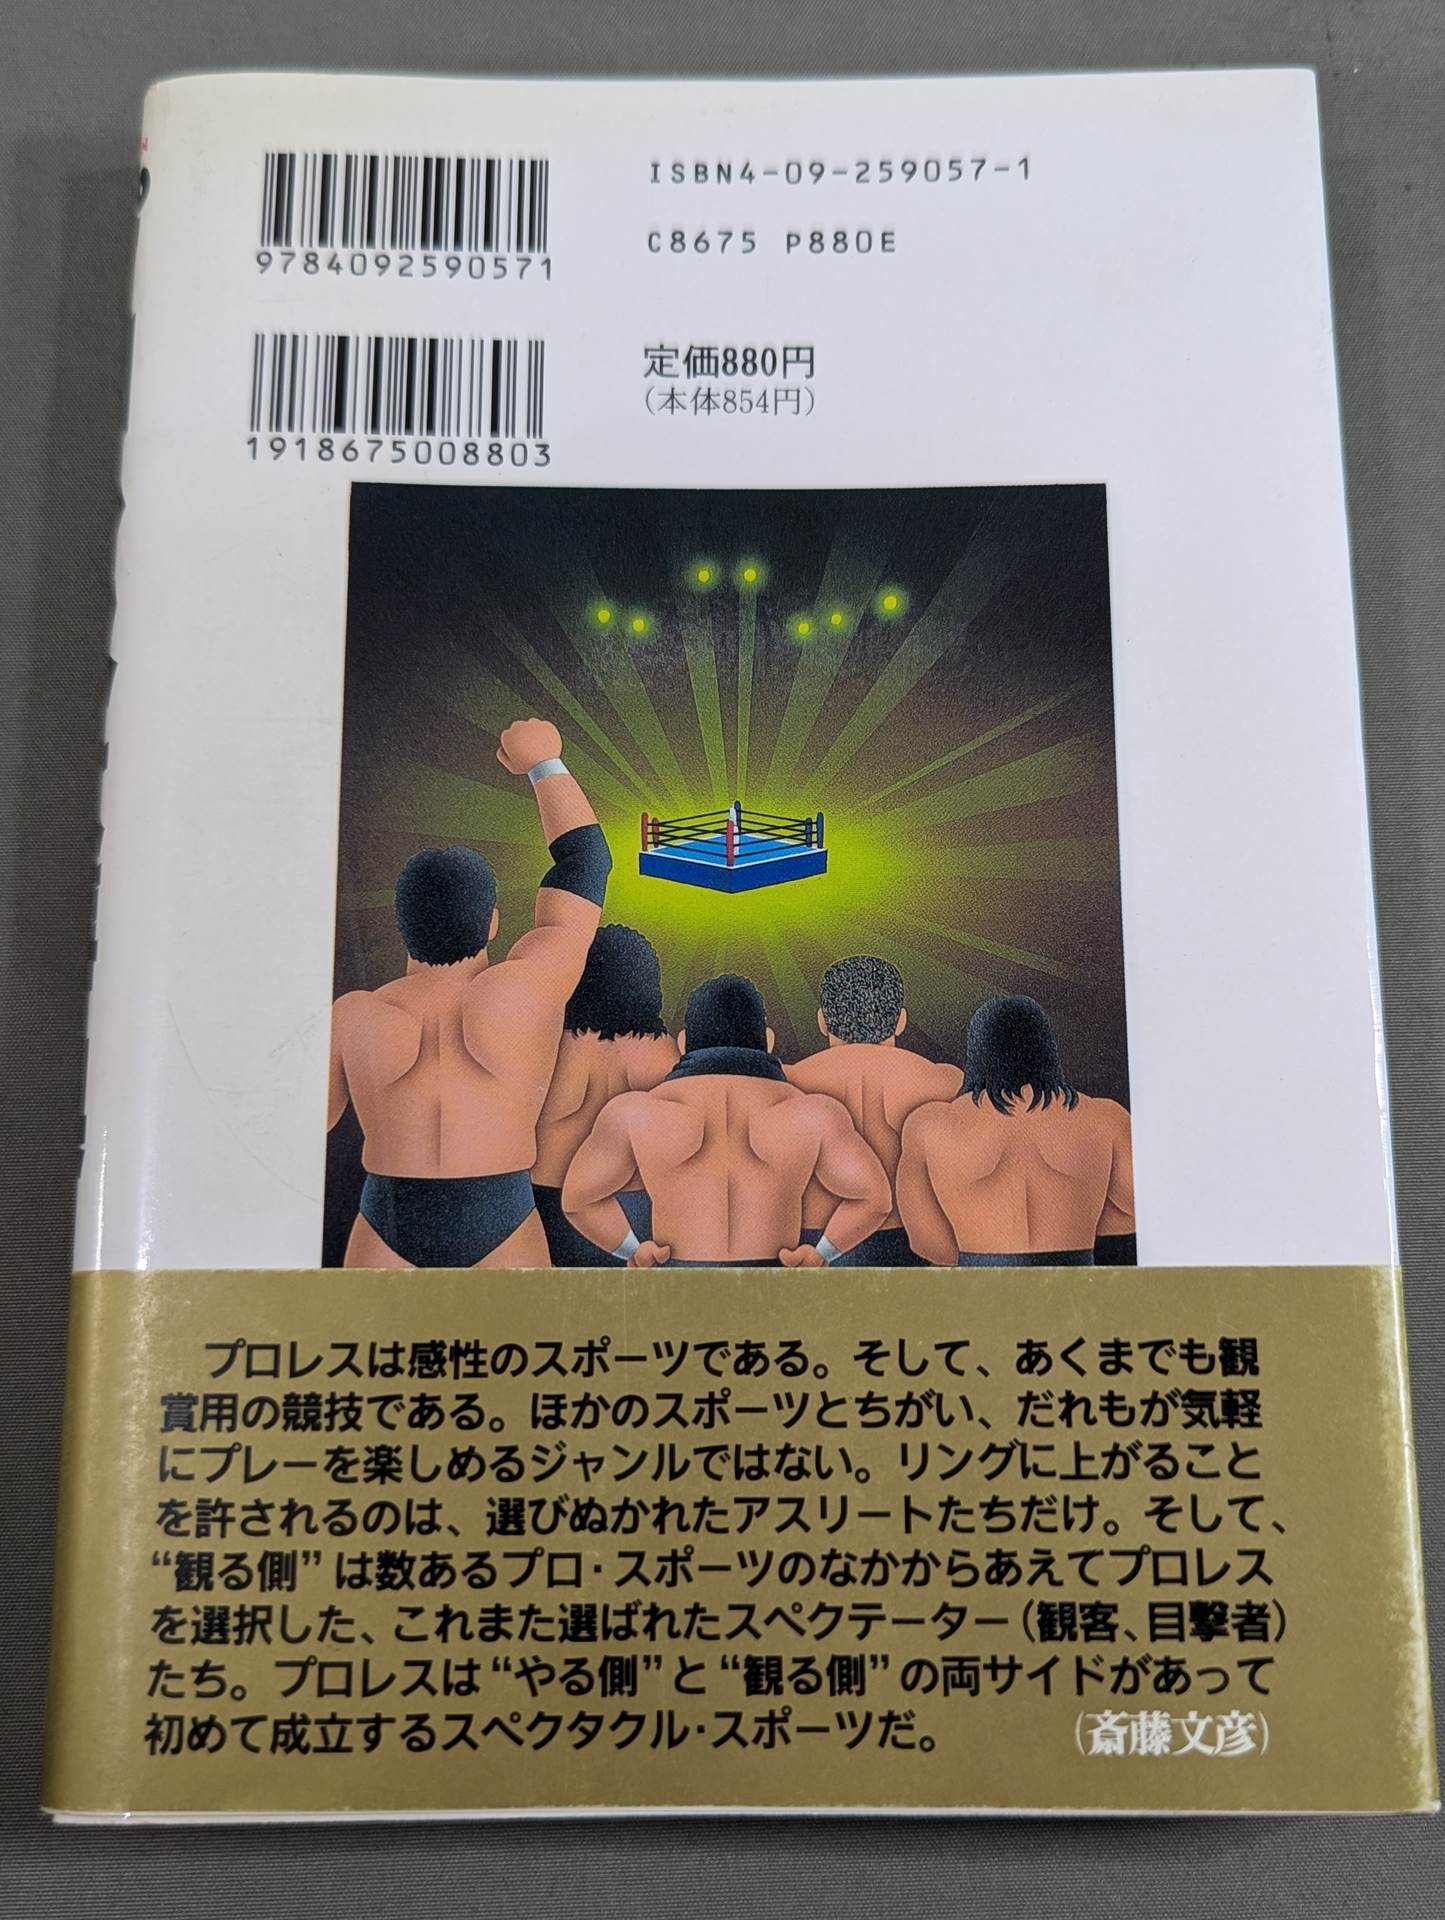 9784092590571
ISBN4-09-259057-1
C8675 P880E
1918675008803
定価880円
(本体854円)
プロレスは感性のスポーツである。そして、あくまでも観
賞用の競技である。ほかのスポーツとちがい、だれもが気軽
にプレーを楽しめるジャンルではない。リングに上がること
を許されるのは、選びぬかれたアスリートたちだけ。そして、
“観る側”は数あるプロ・スポーツのなかからあえてプロレス
を選択した、これまた選ばれたスペクテーター(観客、目撃者)
たち。プロレスは“やる側”と“観る側”の両サイドがあって
初めて成立するスペクタクル・スポーツだ。 (斎藤文彦)